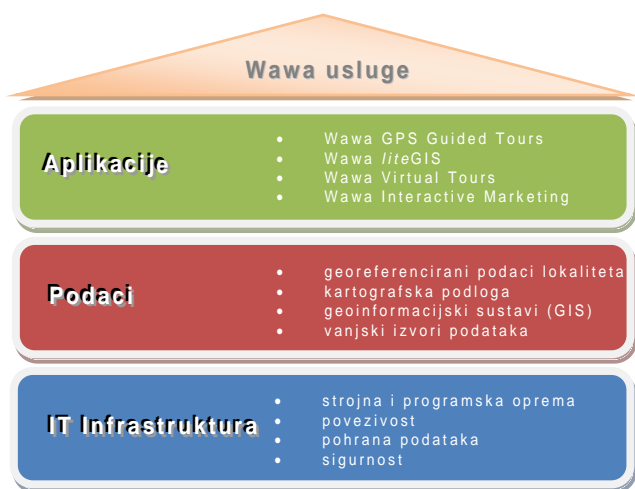 Wawa usluge
Aplikacije
• Wawa GPS Guided Tours
• Wawa liteGIS
• Wawa Virtual Tours
• Wawa Interactive Marketing
Podaci
• georeferencirani podaci lokaliteta
• kartografska podloga
• geoinformacijski sustavi (GIS)
• vanjski izvori podataka
IT Infrastruktura
• strojna i programska oprema
• povezivost
• pohrana podataka
• sigurnost